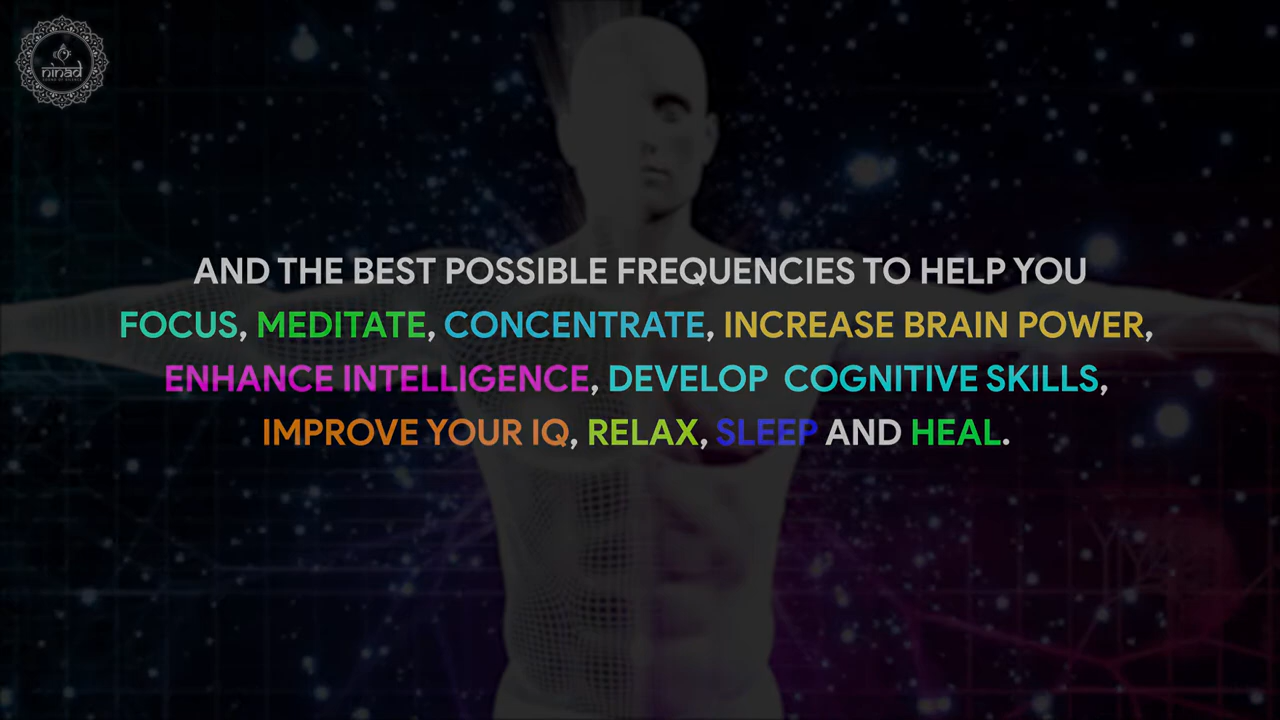 ninad
AND THE BEST POSSIBLE FREQUENCIES TO HELP YOU
FOCUS, MEDITATE, CONCENTRATE, INCREASE BRAIN POWER,
ENHANCE INTELLIGENCE, DEVELOP COGNITIVE SKILLS,
IMPROVE YOUR IQ, RELAX, SLEEP AND HEAL.